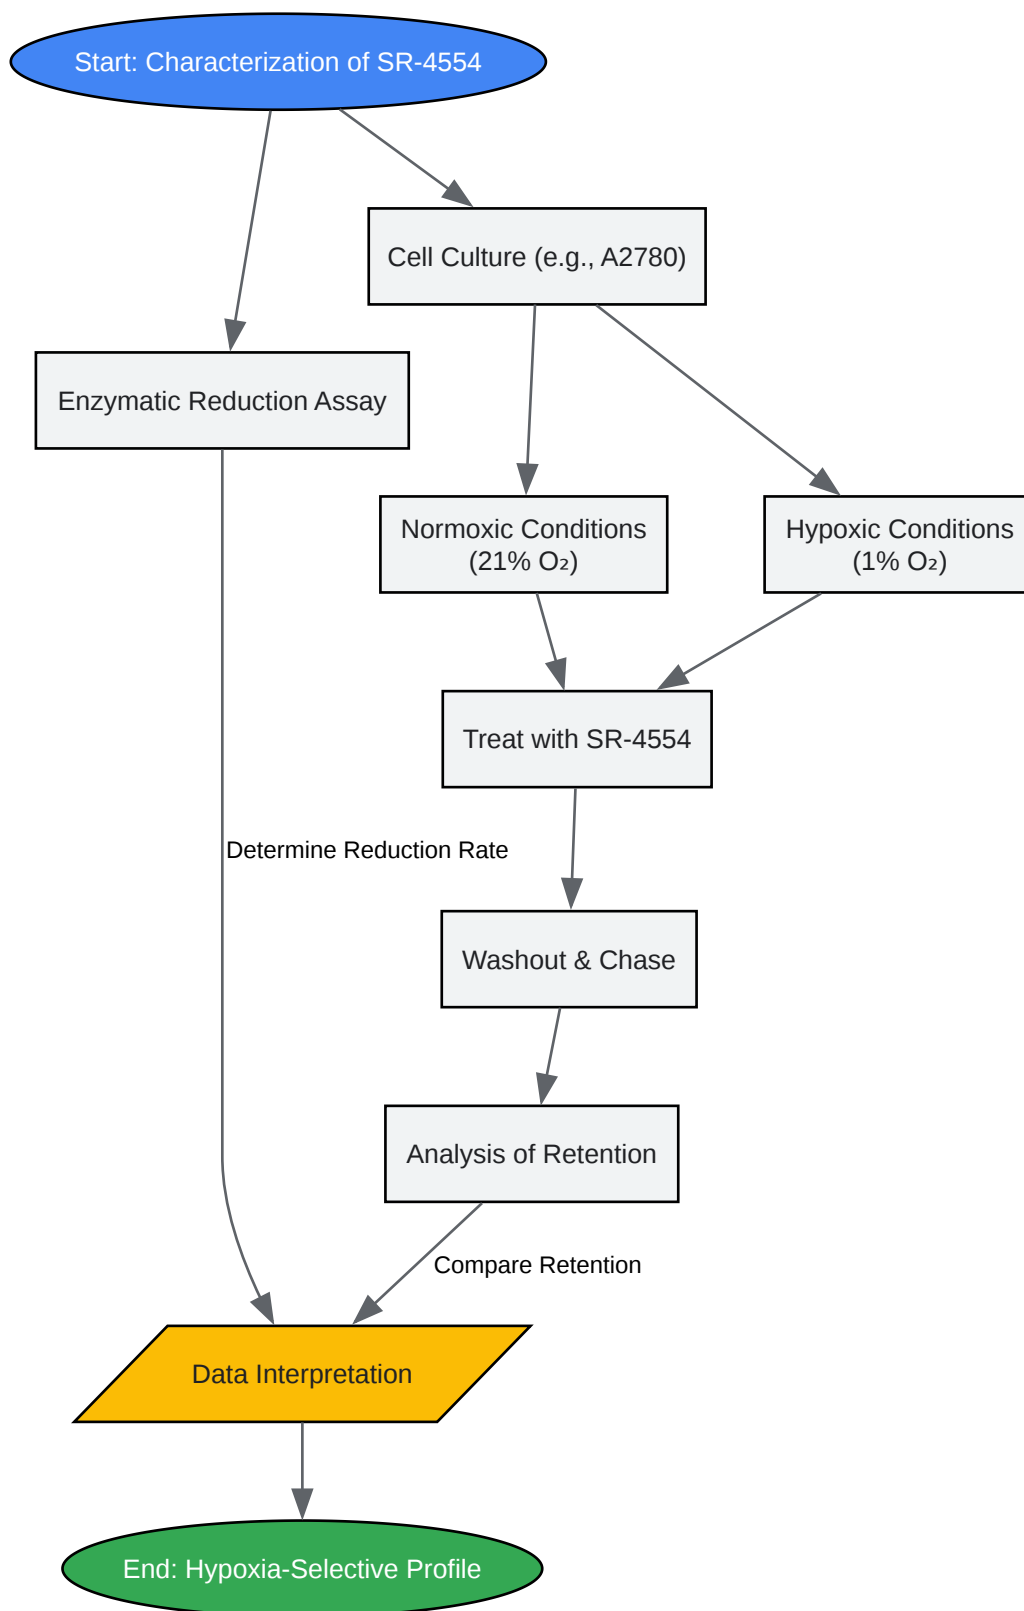 Start: Characterization of SR-4554
Cell Culture (e.g., A2780)
Enzymatic Reduction Assay
Normoxic Conditions
(21% O₂)
Hypoxic Conditions
(1% O₂)
Treat with SR-4554
Determine Reduction Rate
Washout & Chase
Analysis of Retention
Compare Retention
Data Interpretation
End: Hypoxia-Selective Profile